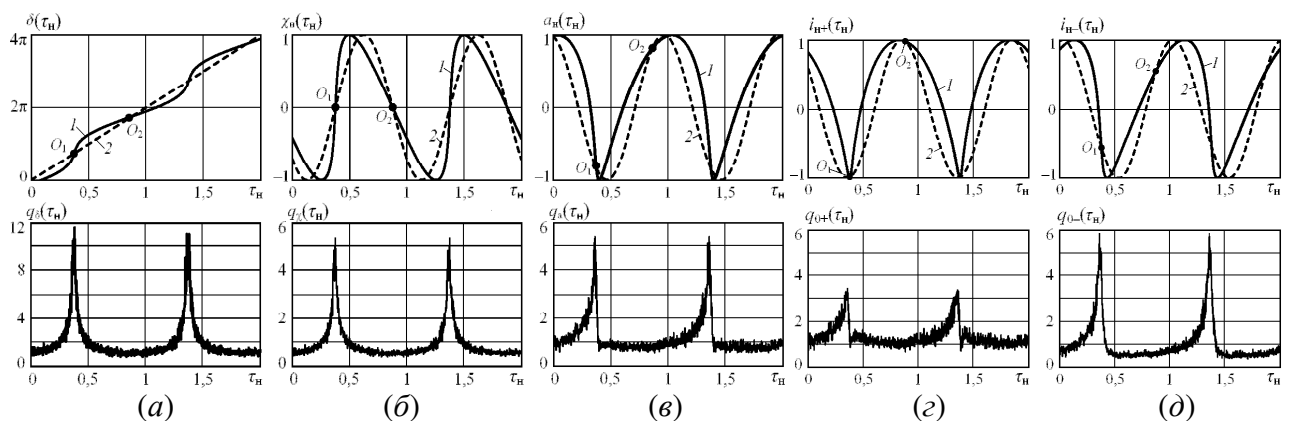 δ(τн) χθ(τн) aн(τн) iн+(τн) iн–(τн)
4π 1 1 1 1
O2 O2 O2
1 1 1 1
O1
2π 0 0 0 0
O2 O2
1 2 2 2 2
O1 2 O1
0 –1 O1 –1 O1 –1 –1
0 0,5 1 1,5 τн 0 0,5 1 1,5 τн 0 0,5 1 1,5 τн 0 0,5 1 1,5 τн 0 0,5 1 1,5 τн
qδ(τн) qχ(τн) qa(τн) q0+(τн) q0–(τн)
12 6 6 6 6
8 4 4 4 4
4 2 2 2 2
0 0 0 0 0
0 0,5 1 1,5 τн 0 0,5 1 1,5 τн 0 0,5 1 1,5 τн 0 0,5 1 1,5 τн 0 0,5 1 1,5 τн
(а) (б) (в) (г) (д)